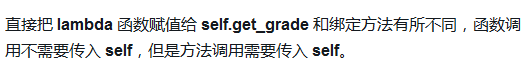 直接把 lambda 函数赋值给 self.get_grade 和绑定方法有所不同，函数调
用不需要传入 self，但是方法调用需要传入 self。